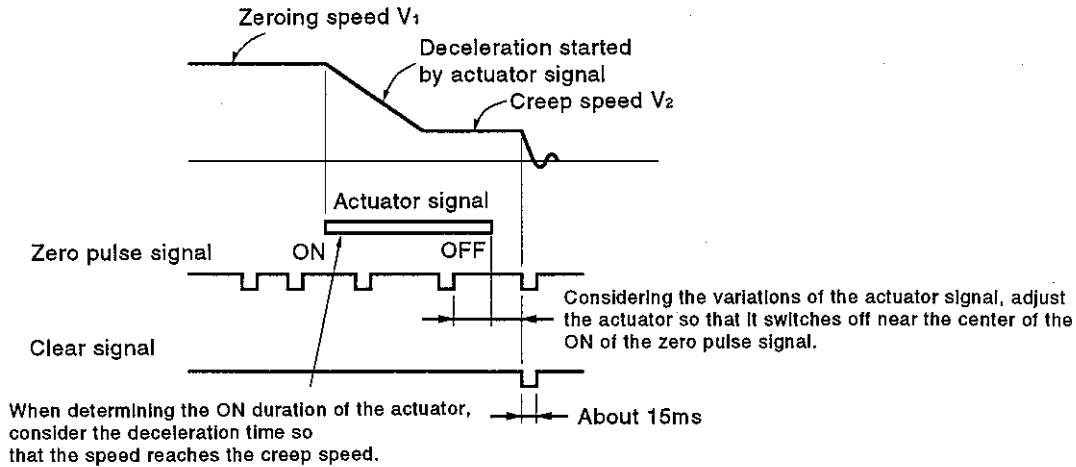 Zeroing speed V1
Deceleration started
by actuator signal
Creep speed V2
Actuator signal
Zero pulse signal
ON
OFF
Considering the variations of the actuator signal, adjust
the actuator so that it switches off near the center of the
ON of the zero pulse signal.
Clear signal
About 15ms
When determining the ON duration of the actuator,
consider the deceleration time so
that the speed reaches the creep speed.